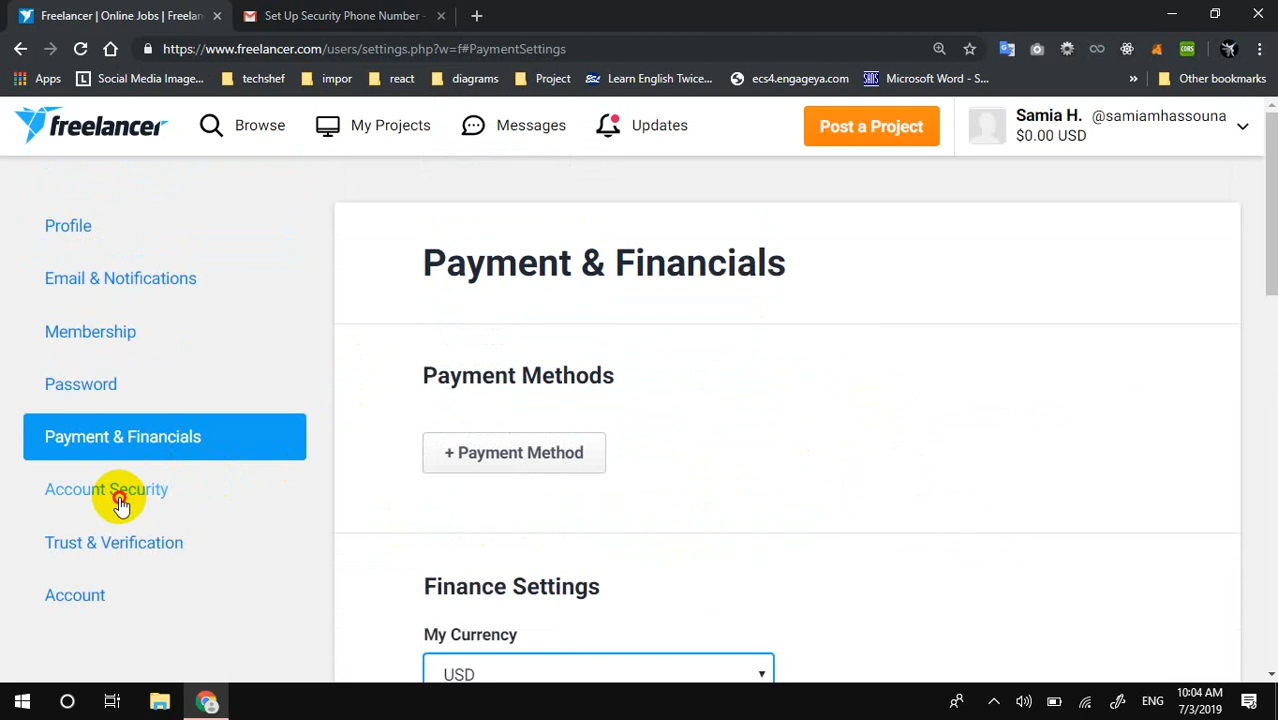 Freelancer | Online Jobs | Freelan
Set Up Security Phone Number -
https://www.freelancer.com/users/settings.php?w=f#PaymentSettings
Apps
Social Media Image...
techshef
impor
react
diagrams
Project
Learn English Twice...
ecs4.engageya.com
Microsoft Word - S...
»
Other bookmarks
freelancer
Browse
My Projects
Messages
Updates
Post a Project
Samia H. @samiamhassouna
$0.00 USD
Profile
Email & Notifications
Membership
Password
Payment & Financials
Account Security
Trust & Verification
Account
Payment & Financials
Payment Methods
+ Payment Method
Finance Settings
My Currency
USD
ENG
10:04 AM
7/3/2019